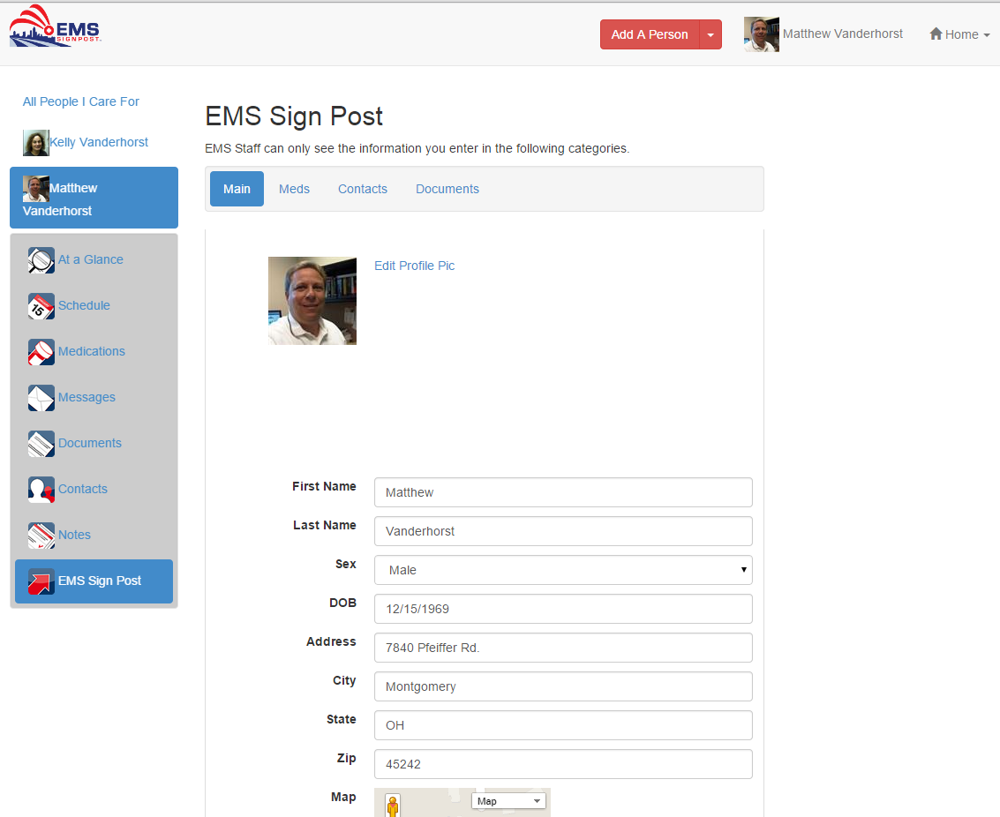 EMS
SIGNPOST.
Add A Person
Matthew Vanderhorst
Home
All People I Care For
Kelly Vanderhorst
Matthew
Vanderhorst
At a Glance
15
Schedule
Medications
Messages
Documents
Contacts
Notes
EMS Sign Post
EMS Sign Post
EMS Staff can only see the information you enter in the following categories.
Main Meds Contacts Documents
Edit Profile Pic
First Name Matthew
Last Name Vanderhorst
Sex Male
DOB 12/15/1969
Address 7840 Pfeiffer Rd.
City Montgomery
State OH
Zip 45242
Map Map